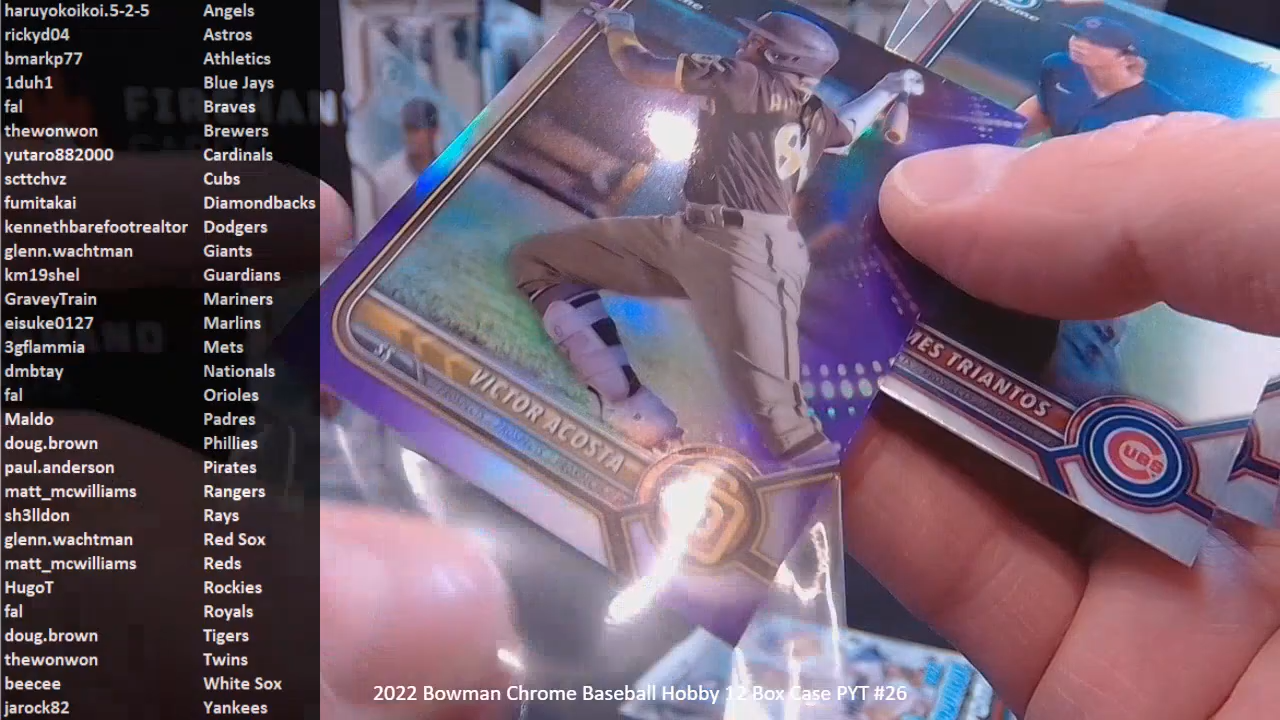 haruyokoikoi.5-2-5 Angels
rickyd04 Astros
bmarkp77 Athletics
1duh1 Blue Jays
fal Braves
thewonwon Brewers
yutaro882000 Cardinals
scttchvz Cubs
fumitakai Diamondbacks
kennethbarefootrealtor Dodgers
glenn.wachtman Giants
km19shel Guardians
GraveyTrain Mariners
eisuke0127 Marlins
3gflammia Mets
dmbtay Nationals
fal Orioles
Maldo Padres
doug.brown Phillies
paul.anderson Pirates
matt_mcwilliams Rangers
sh3lldon Rays
glenn.wachtman Red Sox
matt_mcwilliams Reds
HugoT Rockies
fal Royals
doug.brown Tigers
thewonwon Twins
beecee White Sox
jarock82 Yankees
SS
VICTOR ACOSTA
SD
MES TRIANTOS
CUBS
2022 Bowman Chrome Baseball Hobby 12 Box Case PYT #26